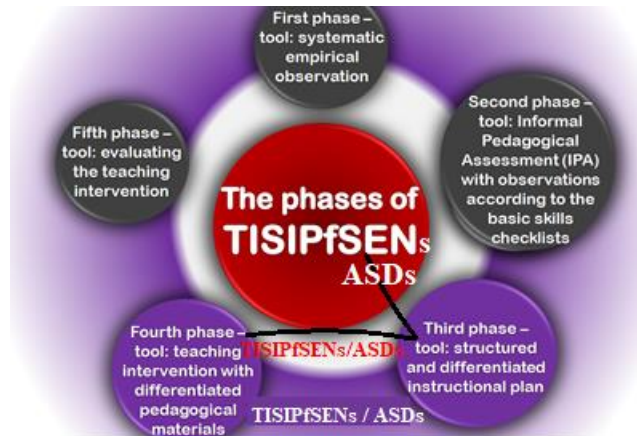 First phase –
tool: systematic
empirical
observation
Second phase –
tool: Informal
Pedagogical
Assessment (IPA)
with observations
according to the
basic skills
checklists
Fifth phase –
tool: evaluating
the teaching
intervention
The phases of
TISIPfSENs
ASDs
Third phase –
tool: structured
and differentiated
instructional plan
Fourth phase –
tool: teaching
intervention with
differentiated
pedagogical
materials
TISIPfSENs/ASDs
TISIPfSENs / ASDs